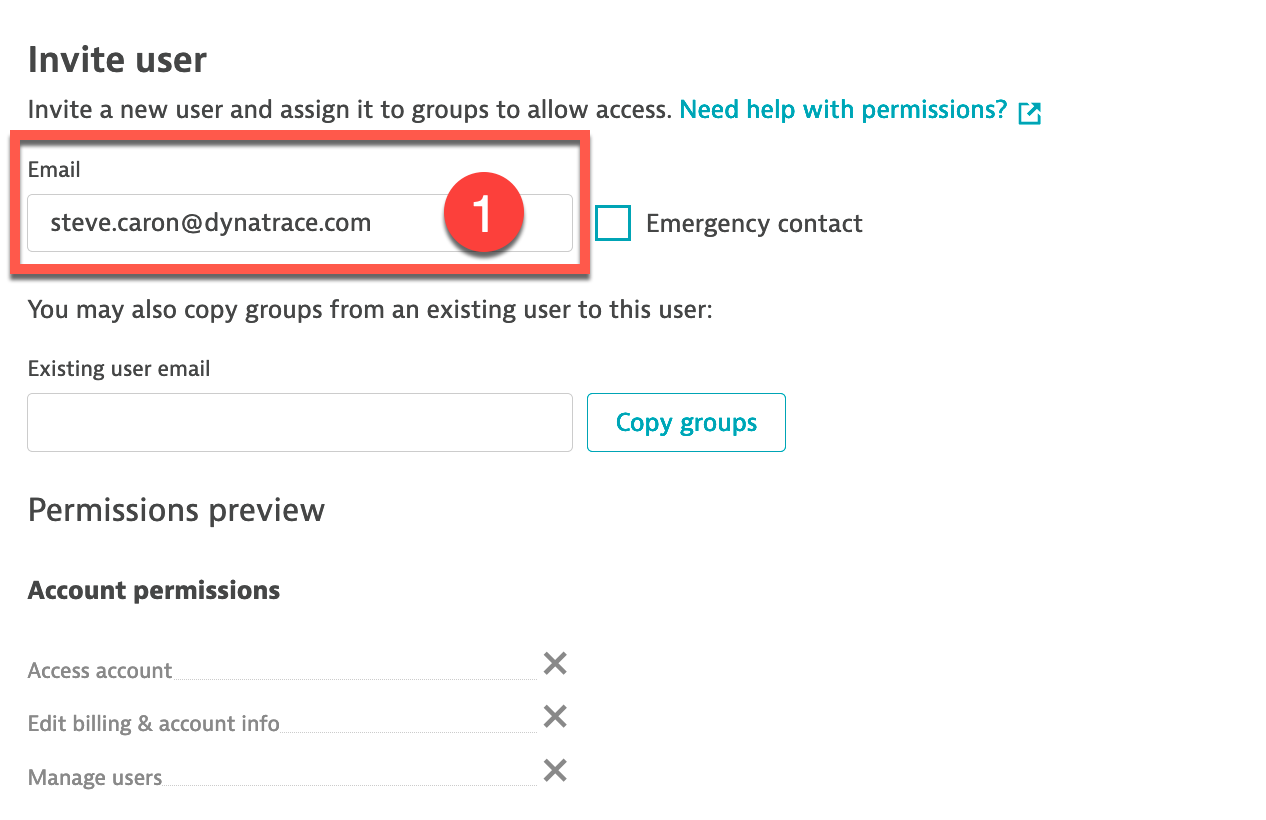 Invite user
Invite a new user and assign it to groups to allow access. Need help with permissions?
Email
steve.caron@dynatrace.com
1
Emergency contact
You may also copy groups from an existing user to this user:
Existing user email
Copy groups
Permissions preview
Account permissions
Access account
Edit billing & account info
Manage users